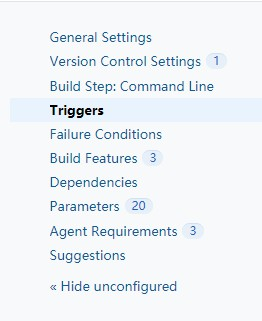 General Settings
Version Control Settings 1
Build Step: Command Line
Triggers
Failure Conditions
Build Features 3
Dependencies
Parameters 20
Agent Requirements 3
Suggestions
« Hide unconfigured